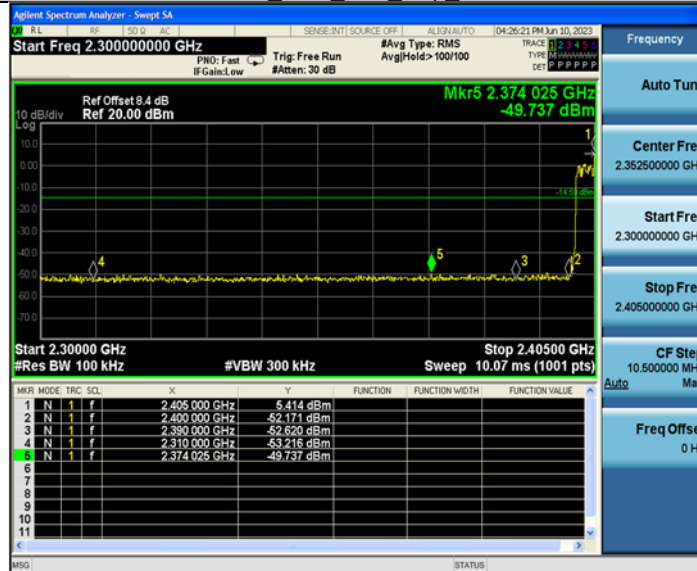 Agilent Spectrum Analyzer - Swept SA
RL RF 50 Ω AC SENSE:INT SOURCE OFF ALIGNAUTO 04:26:21 PM Jun 10, 2023
Start Freq 2.300000000 GHz
PNO: Fast
IFGain:Low
Trig: Free Run
#Atten: 30 dB
#Avg Type: RMS
Avg|Hold:> 100/100
TRACE 1 2 3 4 5 6
TYPE
DET P P P P P P
Frequency
Ref Offset 8.4 dB
10 dB/div Ref 20.00 dBm
Log
Mkr5 2.374 025 GHz
-49.737 dBm
10.0
0.00
-10.0
-20.0
-30.0
-40.0
-50.0
-60.0
-70.0
1
2
3
4
5
Start 2.30000 GHz Stop 2.40500 GHz
#Res BW 100 kHz #VBW 300 kHz Sweep 10.07 ms (1001 pts)
MKR MODE TRC SCL X Y FUNCTION FUNCTION WIDTH FUNCTION VALUE
1 N 1 f 2.405 000 GHz 5.414 dBm
2 N 1 f 2.400 000 GHz -52.171 dBm
3 N 1 f 2.390 000 GHz -52.620 dBm
4 N 1 f 2.310 000 GHz -53.216 dBm
5 N 1 f 2.374 025 GHz -49.737 dBm
6
7
8
9
10
11
Auto Tun
Center Fre
2.352500000 GH
Start Fre
2.300000000 GH
Stop Fre
2.405000000 GH
CF Ste
10.500000 MH
Auto Ma
Freq Offse
0 H
MSG STATUS